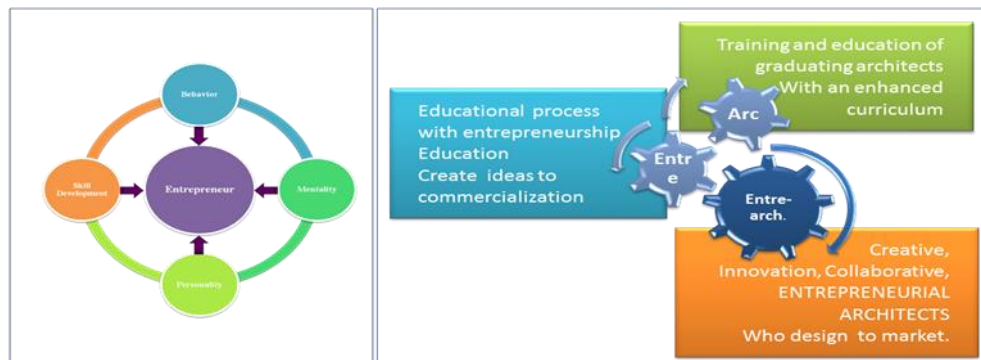 Behavior
Skill
Development
Entrepreneur
Mentality
Personality
Educational process
with entrepreneurship
Education
Create ideas to
commercialization
Training and education of
graduating architects
With an enhanced
curriculum
Arc
Entr
e
Entre-
arch.
Creative,
Innovation, Collaborative,
ENTREPRENEURIAL
ARCHITECTS
Who design to market.